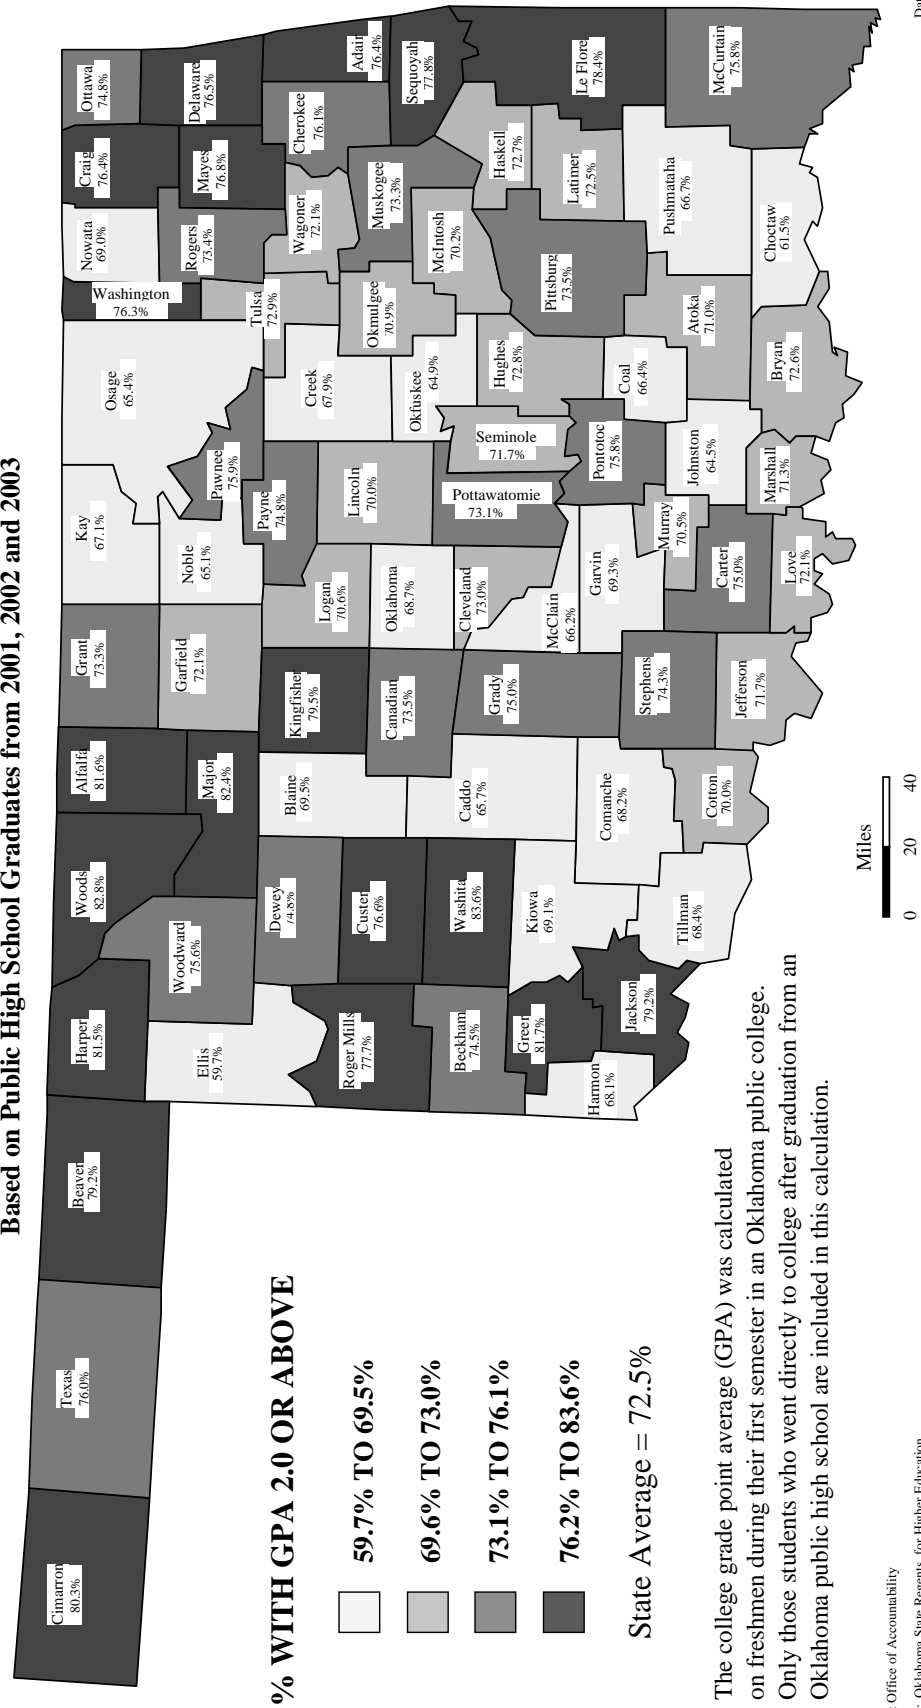 Based on Public High School Graduates from 2001, 2002 and 2003
Cimarron
80.3%
Texas
76.0%
Beaver
79.2%
Harper
81.5%
Woods
82.8%
Alfalfa
81.6%
Grant
73.3%
Kay
67.1%
Osage
65.4%
Washington
76.3%
Nowata
69.0%
Craig
76.4%
Ottawa
74.8%
Ellis
59.7%
Woodward
75.6%
Major
82.4%
Garfield
72.1%
Noble
65.1%
Pawnee
75.9%
Rogers
73.4%
Mayes
76.8%
Delaware
76.5%
Dewey
74.8%
Blaine
69.5%
Kingfisher
79.5%
Logan
70.6%
Payne
74.8%
Creek
67.9%
Tulsa
72.9%
Wagoner
72.1%
Cherokee
76.1%
Adair
76.4%
Roger Mills
77.7%
Custer
76.6%
Canadian
73.5%
Oklahoma
68.7%
Lincoln
70.0%
Okfuskee 64.9%
Okmulgee
70.9%
Muskogee
73.3%
Sequoyah
77.8%
Beckham
74.5%
Washita
83.6%
Caddo
65.7%
Grady
75.0%
Cleveland
73.0%
McClain
66.2%
Pottawatomie
73.1%
Seminole
71.7%
Hughes
72.8%
McIntosh
70.2%
Haskell
72.7%
Le Flore
78.4%
Harmon
68.1%
Greer
81.7%
Kiowa
69.1%
Comanche
68.2%
Stephens
74.3%
Garvin
69.3%
Pontotoc
75.8%
Coal
66.4%
Pittsburg
73.5%
Latimer
72.5%
Jackson
79.2%
Tillman
68.4%
Cotton
70.0%
Jefferson
71.7%
Carter
75.0%
Murray
70.5%
Johnston
64.5%
Atoka
71.0%
Pushmataha
66.7%
McCurtain
75.8%
Love
72.1%
Marshall
71.3%
Bryan
72.6%
Choctaw
61.5%
% WITH GPA 2.0 OR ABOVE
59.7% TO 69.5%
69.6% TO 73.0%
73.1% TO 76.1%
76.2% TO 83.6%
State Average = 72.5%
The college grade point average (GPA) was calculated
on freshmen during their first semester in an Oklahoma public college.
Only those students who went directly to college after graduation from an
Oklahoma public high school are included in this calculation.
Miles
0 20 40
Office of Accountability
Oklahoma State Regents for Higher Education